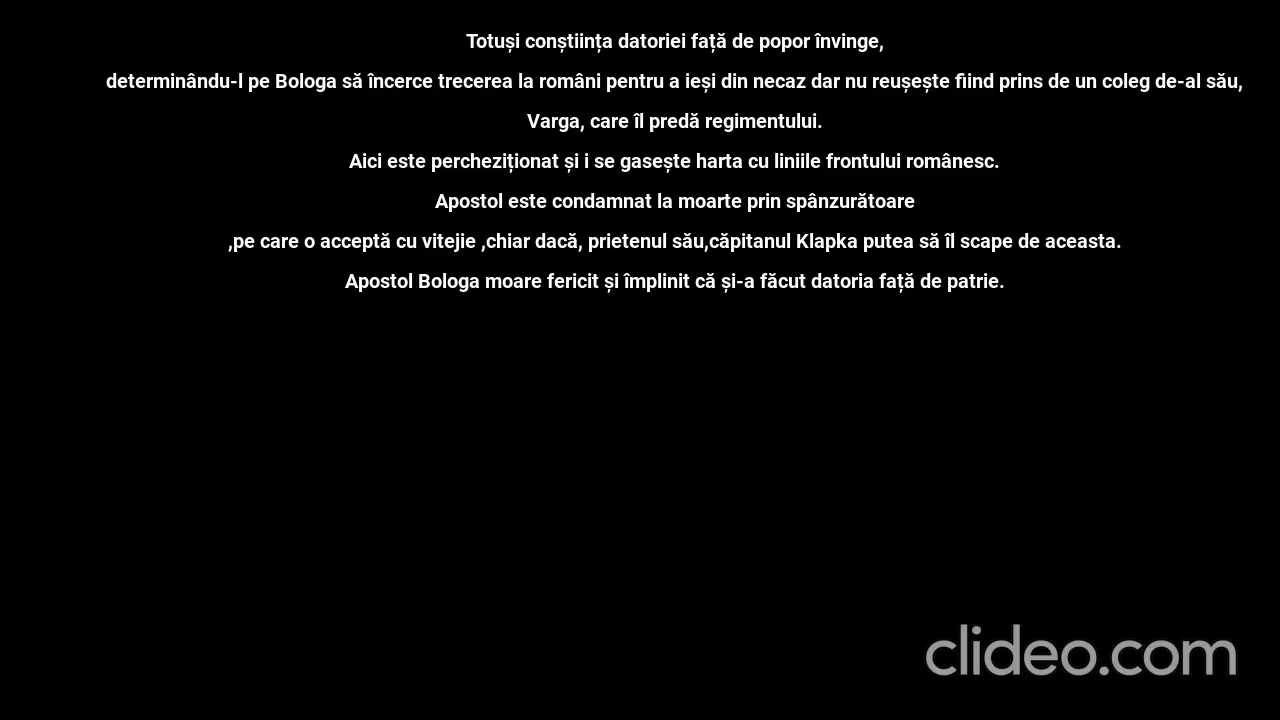 Totuși conștiința datoriei față de popor învinge,
determinându-l pe Bologa să încerce trecerea la români pentru a ieși din necaz dar nu reușește fiind prins de un coleg de-al său,
Varga, care îl predă regimentului.
Aici este percheziționat și i se gasește harta cu liniile frontului românesc.
Apostol este condamnat la moarte prin spânzurătoare
,pe care o acceptă cu vitejie ,chiar dacă, prietenul său,căpitanul Klapka putea să îl scape de aceasta.
Apostol Bologa moare fericit și împlinit că și-a făcut datoria față de patrie.
clideo.com